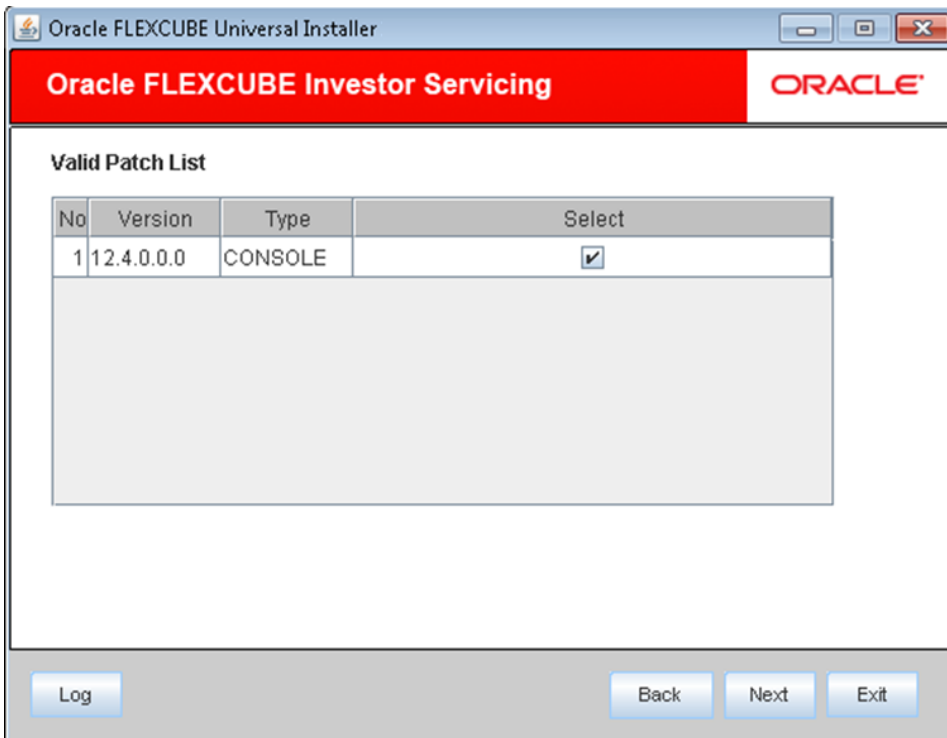 Oracle FLEXCUBE Universal Installer
Oracle FLEXCUBE Investor Servicing
ORACLE
Valid Patch List
No Version Type Select
1 12.4.0.0.0 CONSOLE
Log Back Next Exit